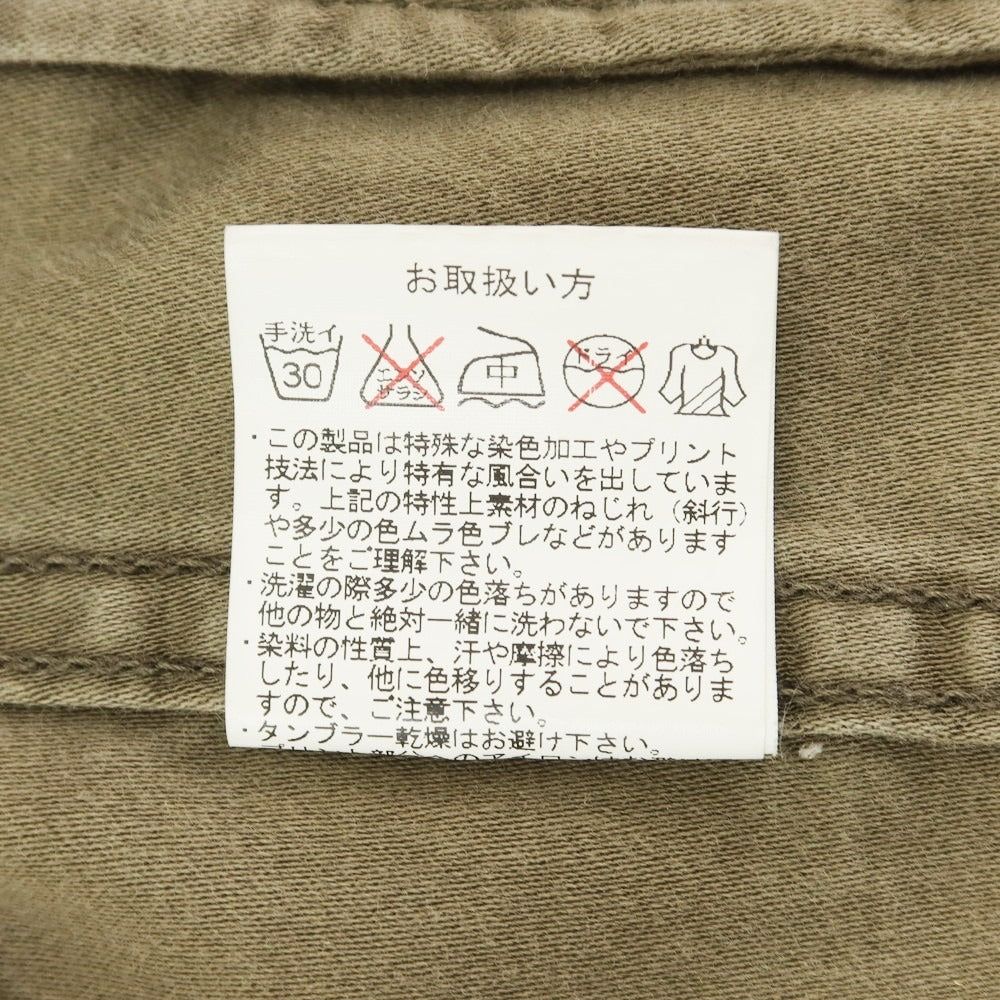 お取扱い方
手洗イ
30
エンソ
サラシ
中
ドライ
・この製品は特殊な染色加工やプリント
技法により特有な風合いを出していま
す。上記の特性上素材のねじれ（斜行）
や多少の色ムラ色ブレなどがあります
ことをご理解下さい。
・洗濯の際多少の色落ちがありますので
他の物と絶対一緒に洗わないで下さい。
・染料の性質上、汗や摩擦により色落ち
したり、他に色移りすることがありま
すので、ご注意下さい。
・タンブラー乾燥はお避け下さい。